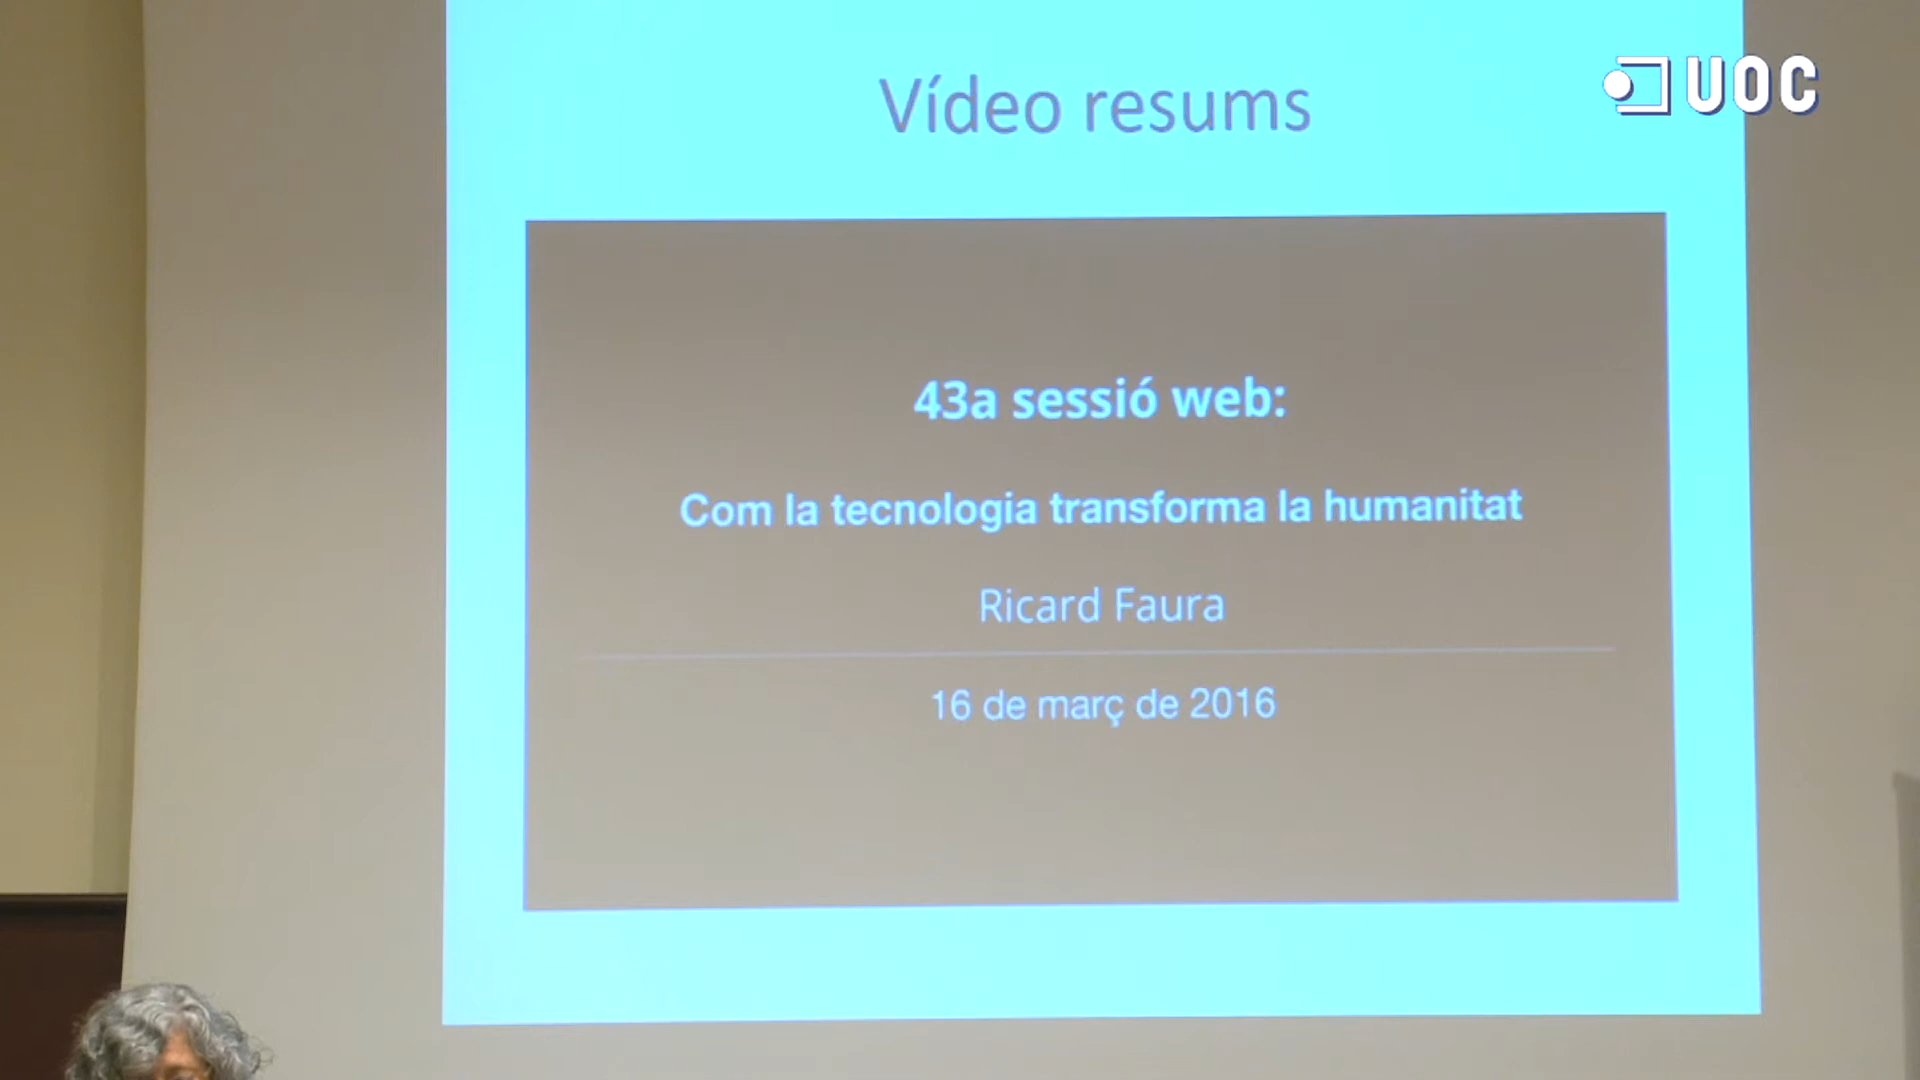 Vídeo resums
UOC
43a sessió web:
Com la tecnologia transforma la humanitat
Ricard Faura
16 de març de 2016